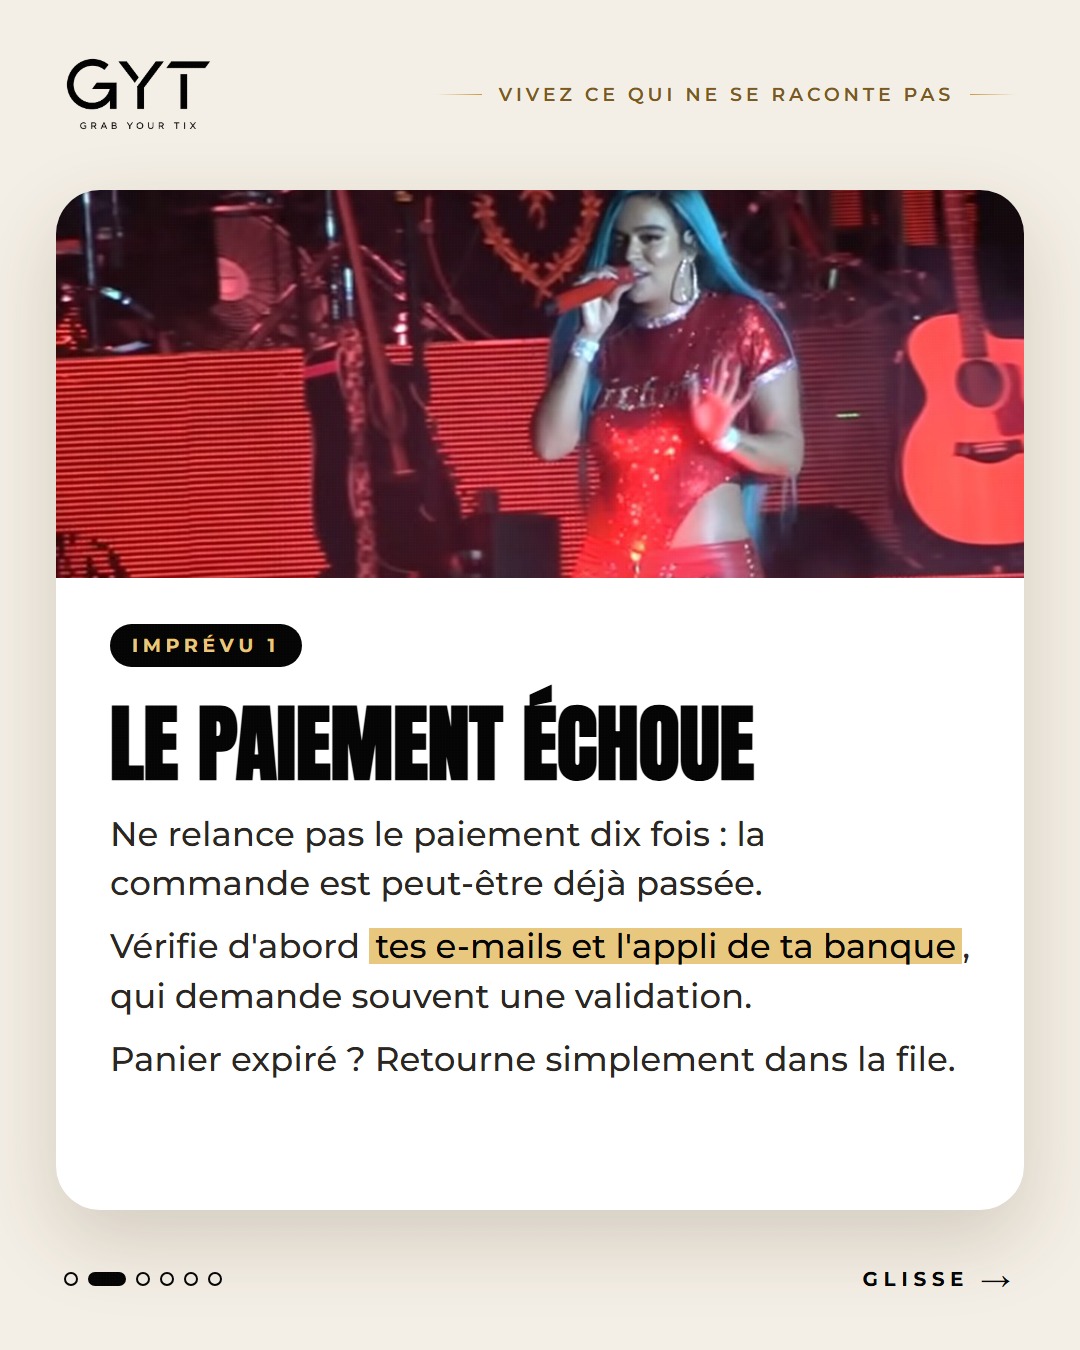 GYT
GRAB YOUR TIX
VIVEZ CE QUI NE SE RACONTE PAS
IMPRÉVU 1
LE PAIEMENT ÉCHOUE
Ne relance pas le paiement dix fois : la
commande est peut-être déjà passée.
Vérifie d'abord tes e-mails et l'appli de ta banque,
qui demande souvent une validation.
Panier expiré ? Retourne simplement dans la file.
GLISSE →